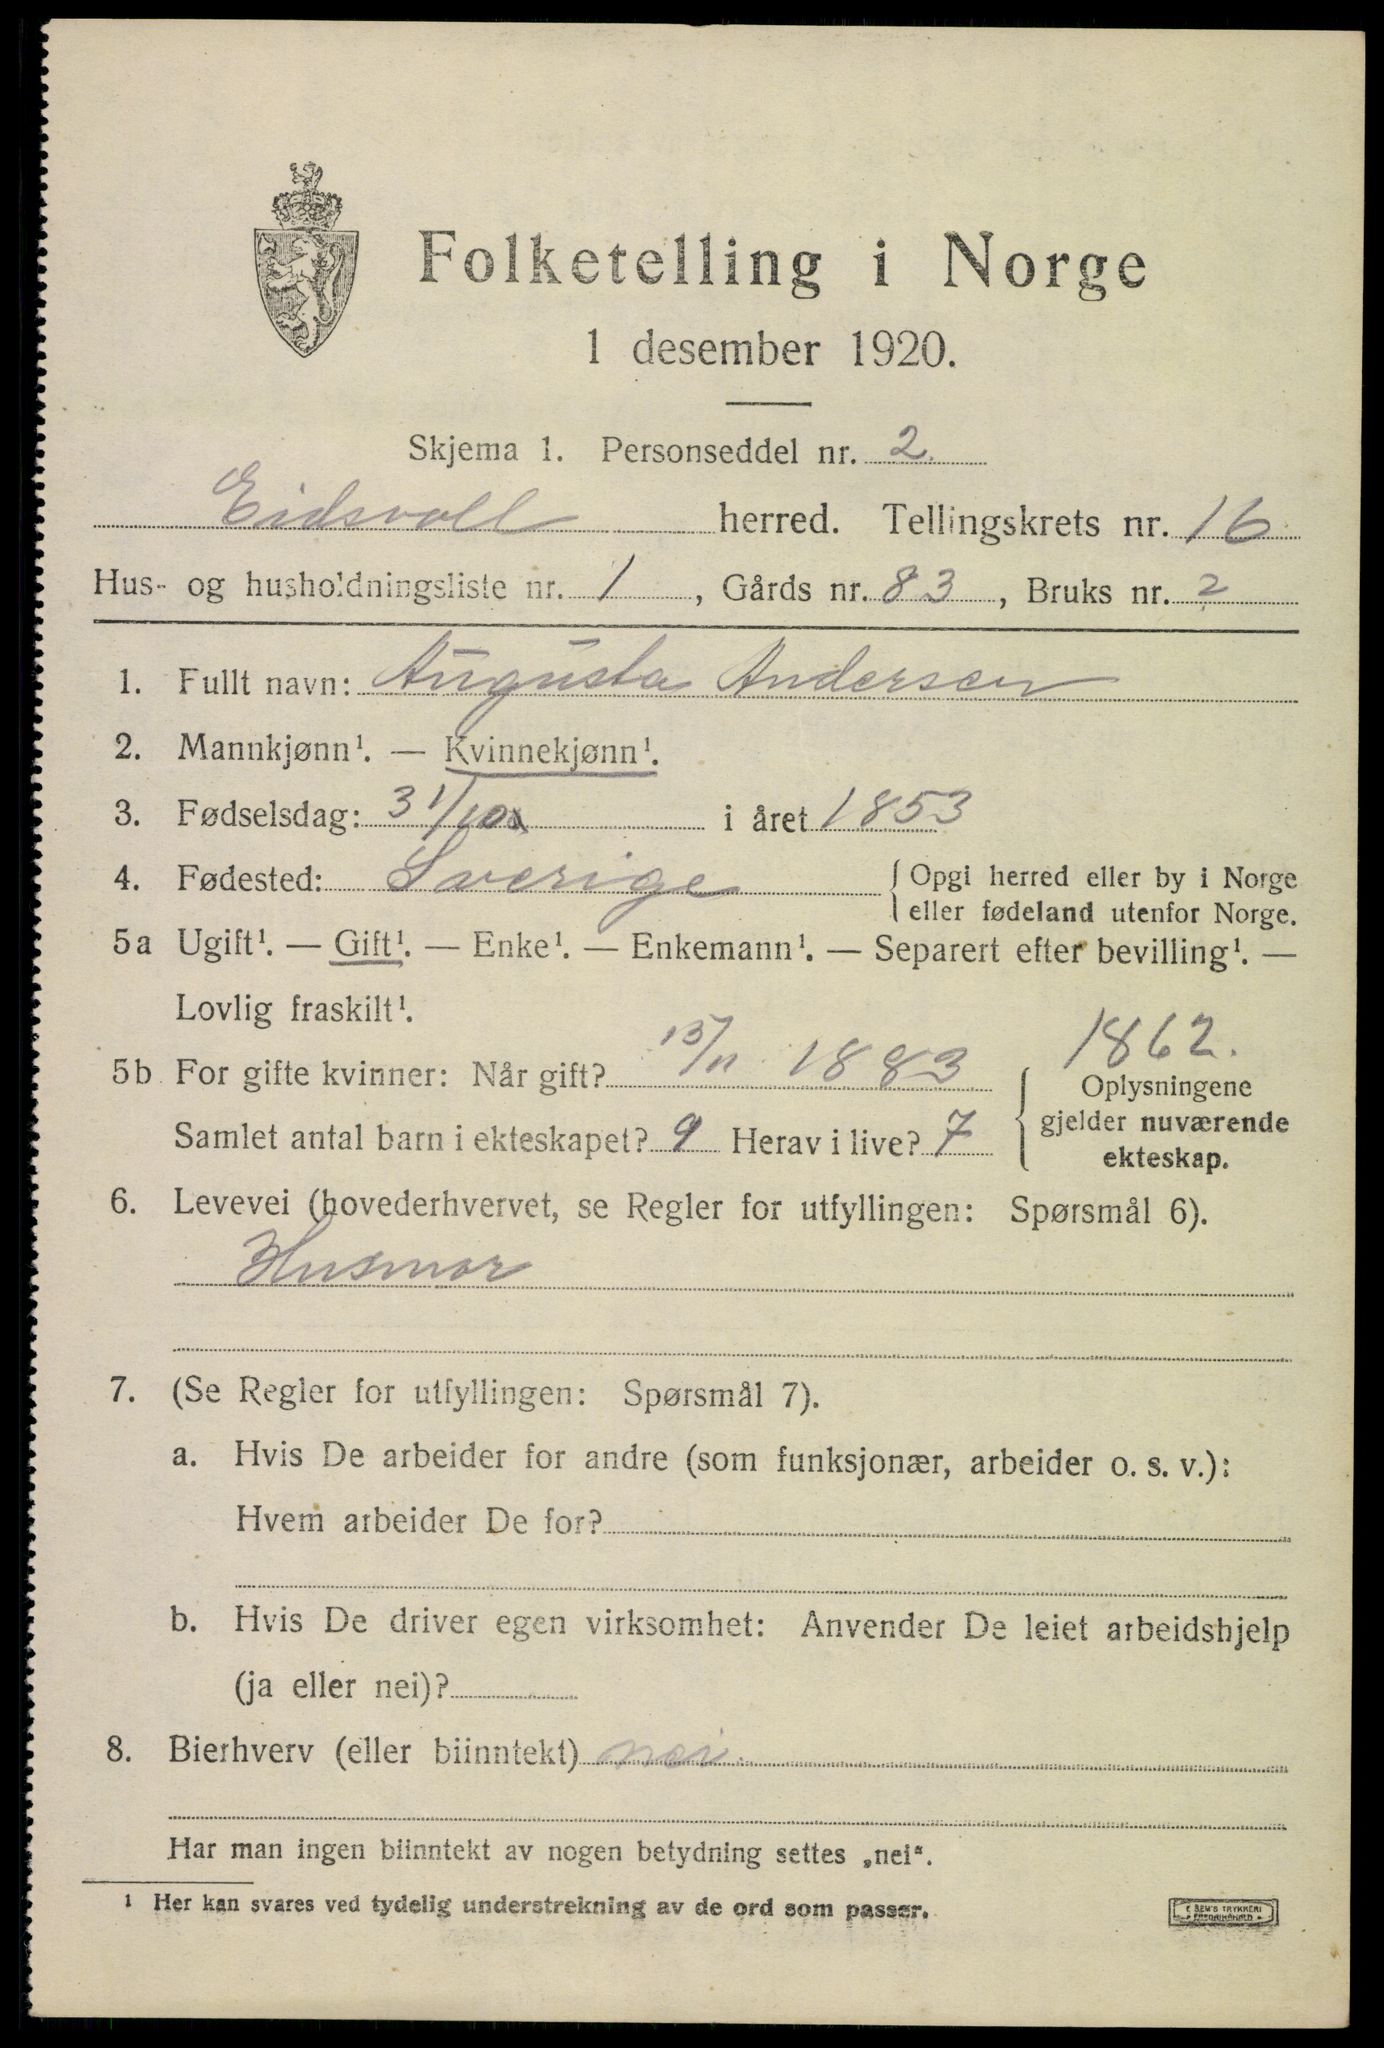 Folketelling i Norge
1 desember 1920.
Skjema 1. Personseddel nr. 2.
Eidsvoll herred. Tellingskrets nr. 16
Hus- og husholdningsliste nr. 1, Gårds nr. 83, Bruks nr. 2
1. Fullt navn: Augusta Andersen
2. Mannkjønn¹. — Kvinnekjønn¹.
3. Fødselsdag: 31/10 i året 1853
4. Fødested: Sverige { Opgi herred eller by i Norge
eller fødeland utenfor Norge.
5a Ugift¹. — Gift¹. — Enke¹. — Enkemann¹. — Separert efter bevilling¹. —
Lovlig fraskilt¹.
5b For gifte kvinner: Når gift? 13/11 1883 1862.
Samlet antal barn i ekteskapet? 9 Herav i live? 7 { Oplysningene
gjelder nuværende
ekteskap.
6. Levevei (hovederhvervet, se Regler for utfyllingen: Spørsmål 6).
Husmor
7. (Se Regler for utfyllingen: Spørsmål 7).
a. Hvis De arbeider for andre (som funksjonær, arbeider o. s. v.):
Hvem arbeider De for?
b. Hvis De driver egen virksomhet: Anvender De leiet arbeidshjelp
(ja eller nei)?
8. Bierhverv (eller biinntekt) nei.
Har man ingen biinntekt av nogen betydning settes „nei“.
¹ Her kan svares ved tydelig understrekning av de ord som passer.
SEM'S TRYKKERI
FREDRIKSHALD